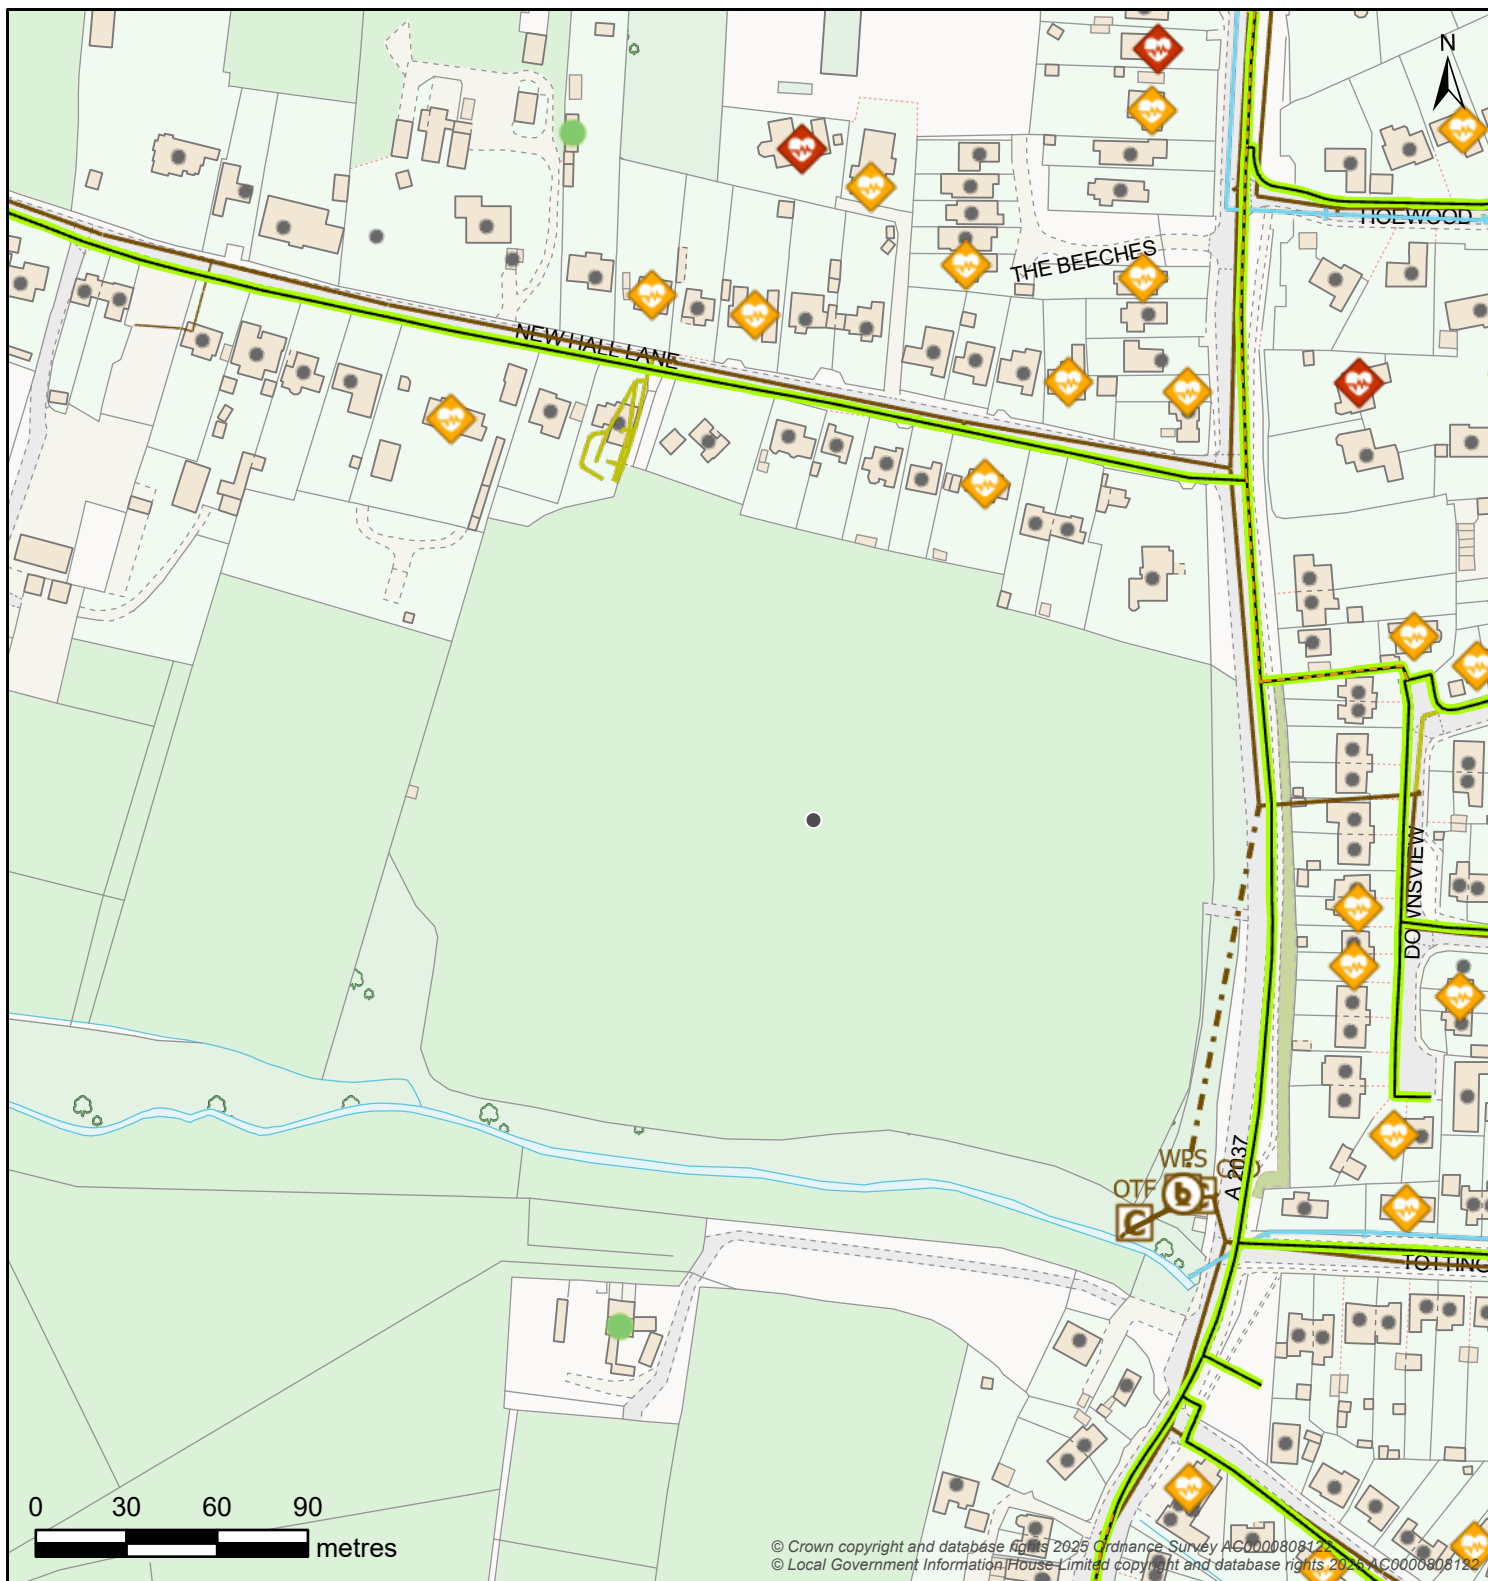 N
HOLWOOD
THE BEECHES
NEW HALL LANE
DOWNSVIEW
A 2037
WPS
OTF
C
b
TOTTING
0 30 60 90
metres
© Crown copyright and database rights 2025 Ordnance Survey AC0000808122
© Local Government Information House Limited copyright and database rights 2025 AC0000808122